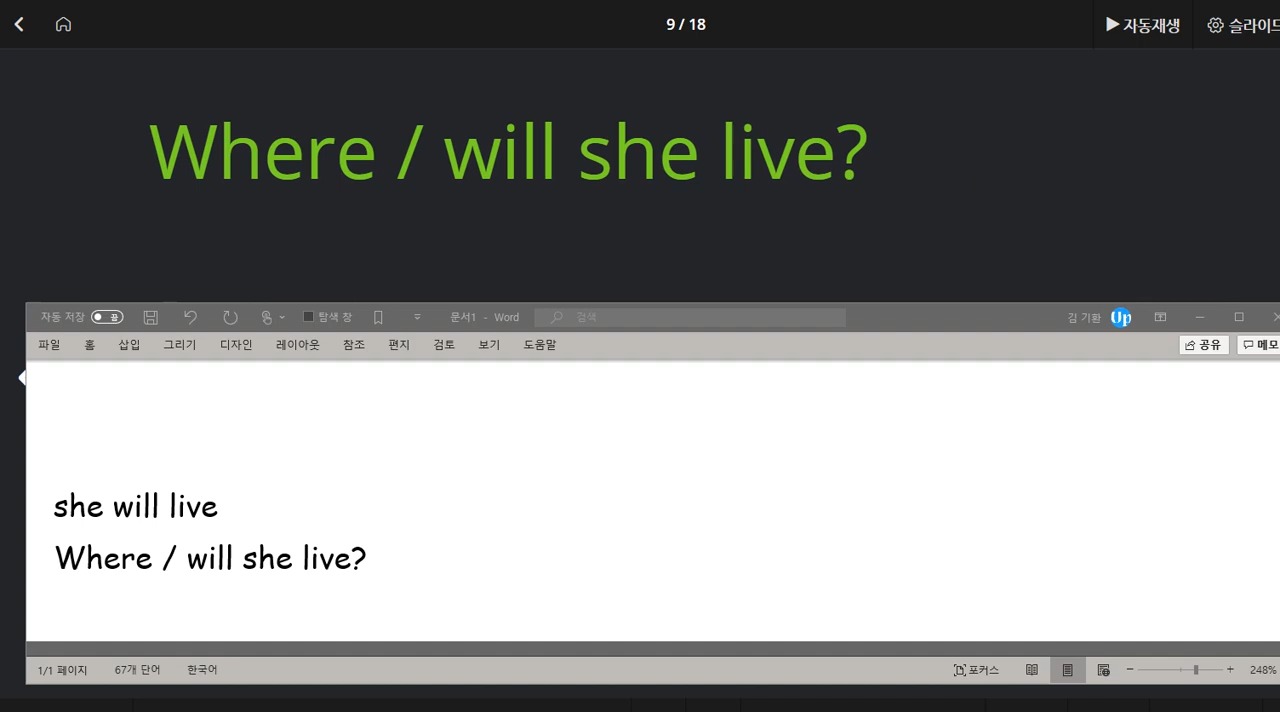 9 / 18
▶ 자동재생
슬라이드
Where / will she live?
자동 저장 끔
탐색 창
문서1 - Word
검색
김 기환
Up
파일 홈 삽입 그리기 디자인 레이아웃 참조 편지 검토 보기 도움말
공유
메모
she will live
Where / will she live?
1/1 페이지 67개 단어 한국어
포커스
248%